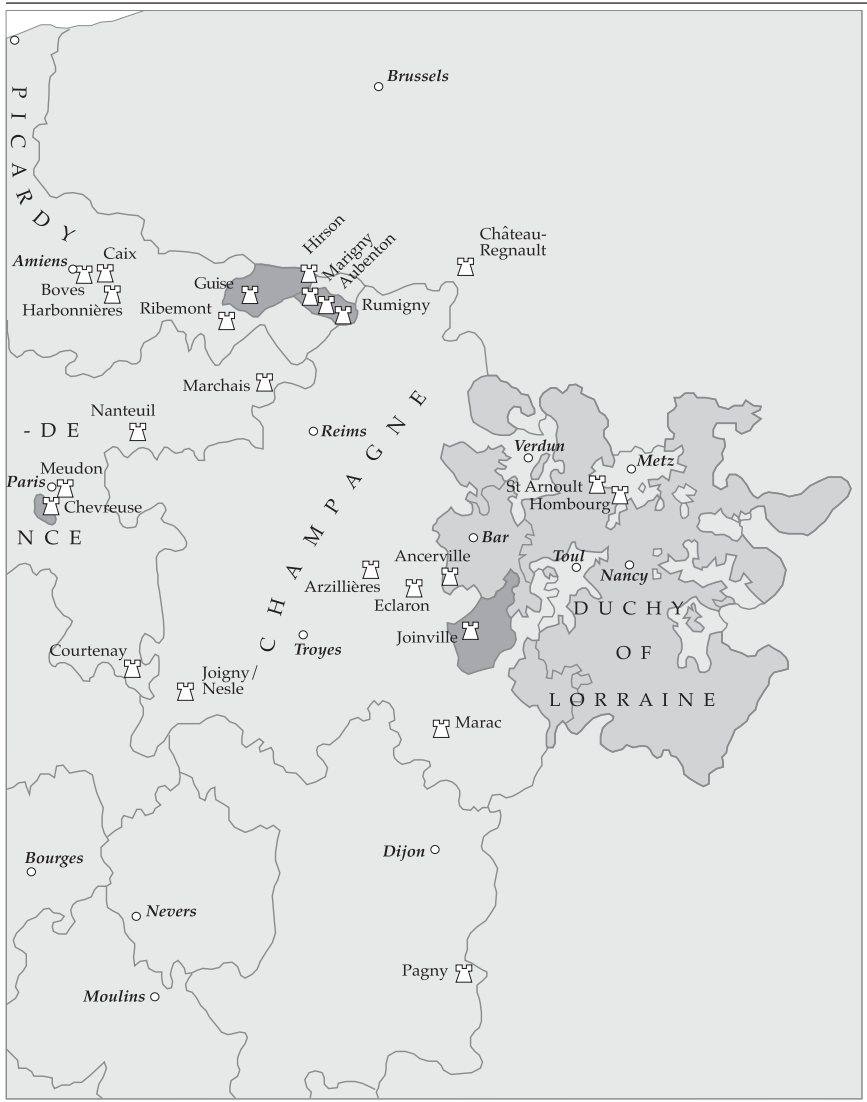 Brussels
PICARDY
Hirson
Marigny
Aubenton
Château-
Regnault
Amiens
Caix
Boves
Harbonnières
Guise
Ribemont
Rumigny
Marchais
Nanteuil
-DE
Reims
CHAMPAGNE
Verdun
Metz
Paris
Meudon
St Arnoult
Hombourg
Chevreuse
NCE
Bar
Ancerville
Toul
Nancy
Arzillières
Eclaron
DUCHY
OF
LORRAINE
Joinville
Courtenay
Troyes
Joigny/
Nesle
Marac
Dijon
Bourges
Nevers
Pagny
Moulins